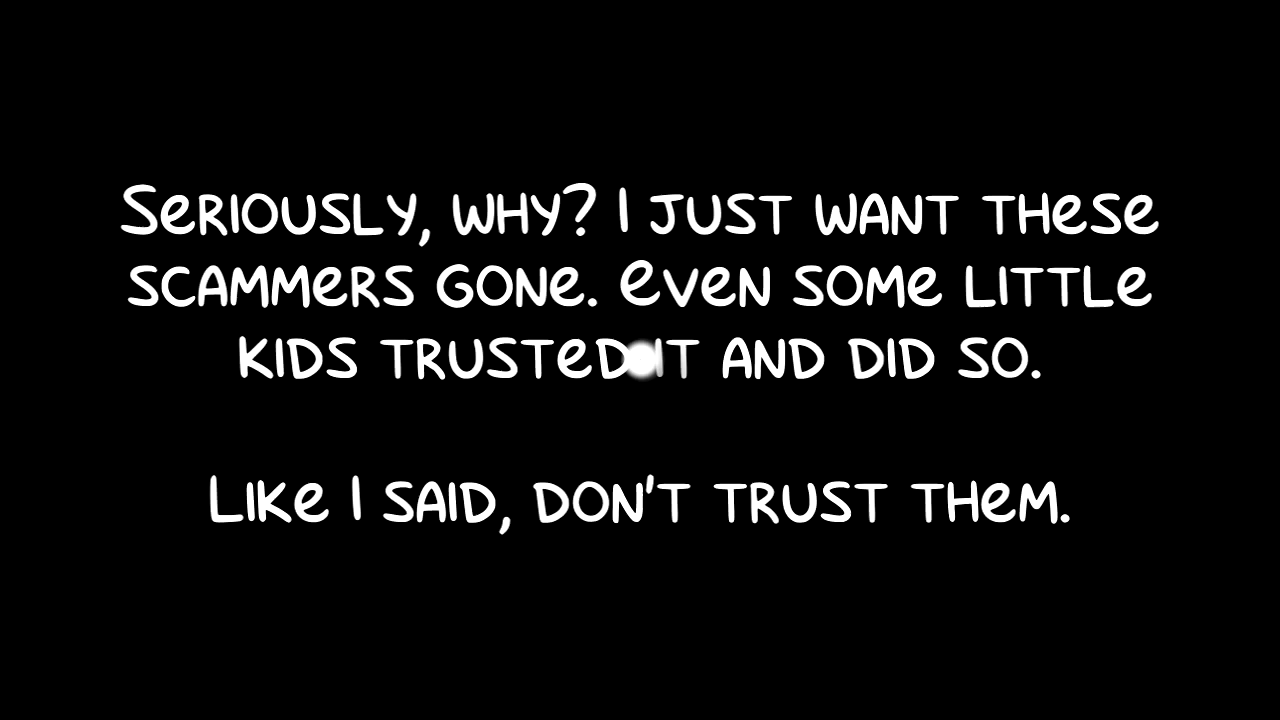 Seriously, why? I just want these
scammers gone. Even some little
kids trusted it and did so.
Like I said, don't trust them.